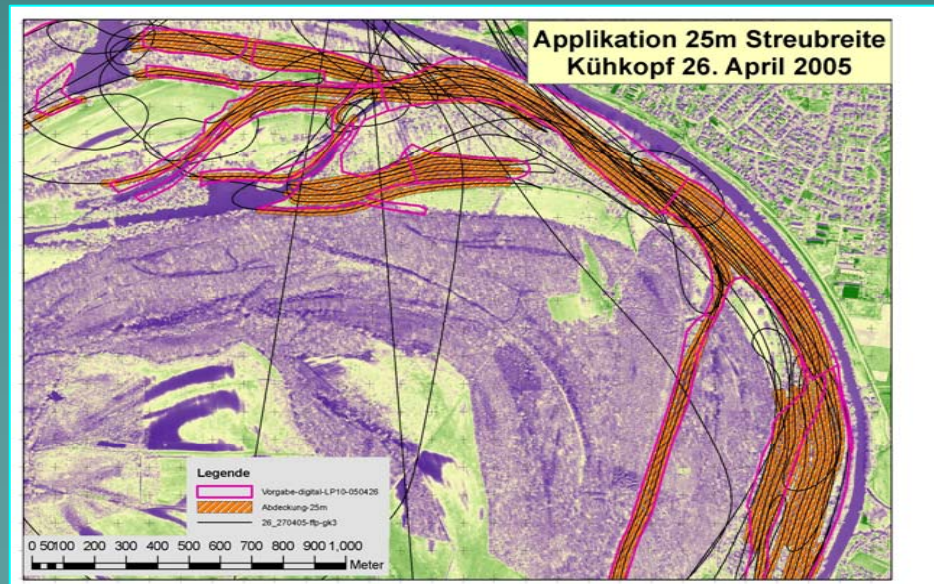 Applikation 25m Streubreite
Kühkopf 26. April 2005
Legende
Vorgabe-digital-LP10-050426
Abdeckung-25m
26_270405-ffp-gk3
0 50100 200 300 400 500 600 700 800 900 1,000
Meter